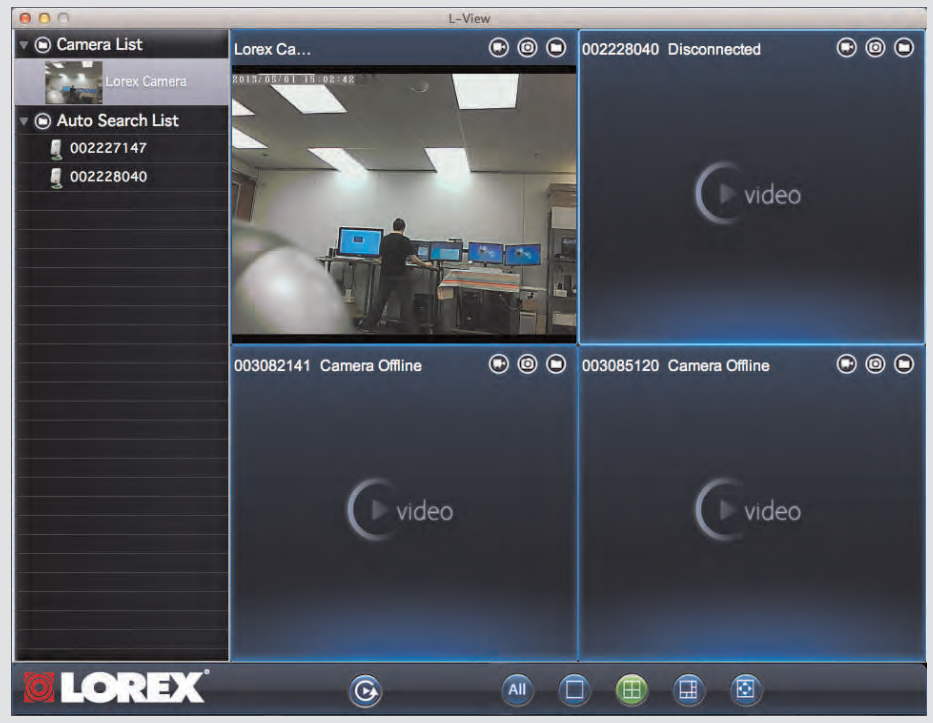 L-View
Camera List
Lorex Camera
Auto Search List
002227147
002228040
Lorex Ca...
2013/05/01 15:02:42
002228040 Disconnected
video
003082141 Camera Offline
video
003085120 Camera Offline
video
LOREX
All